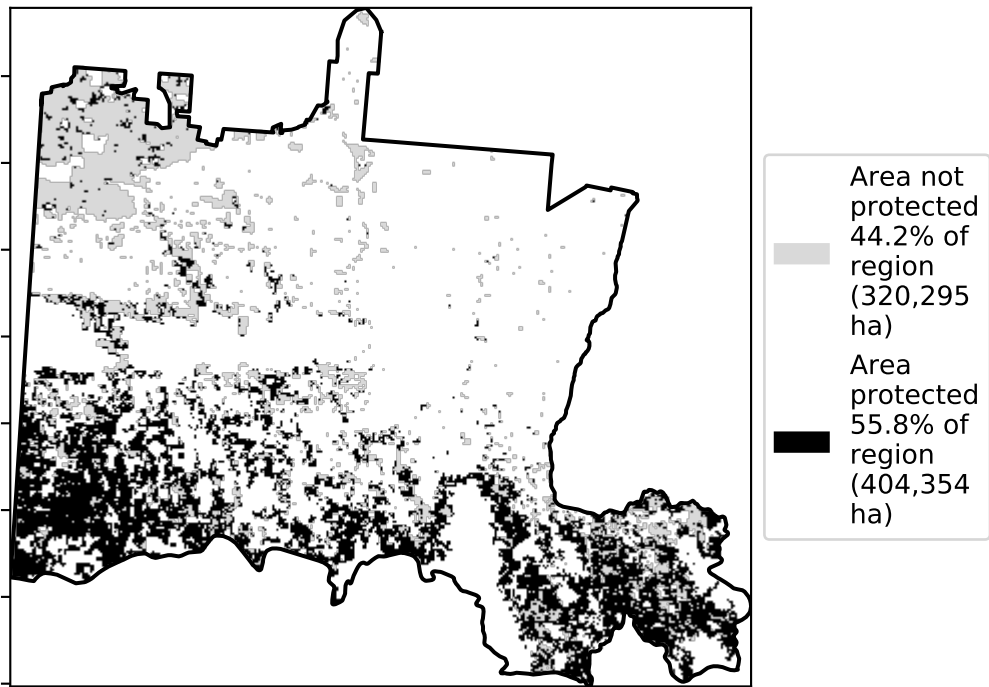 Area not
protected
44.2% of
region
(320,295
ha)
Area
protected
55.8% of
region
(404,354
ha)